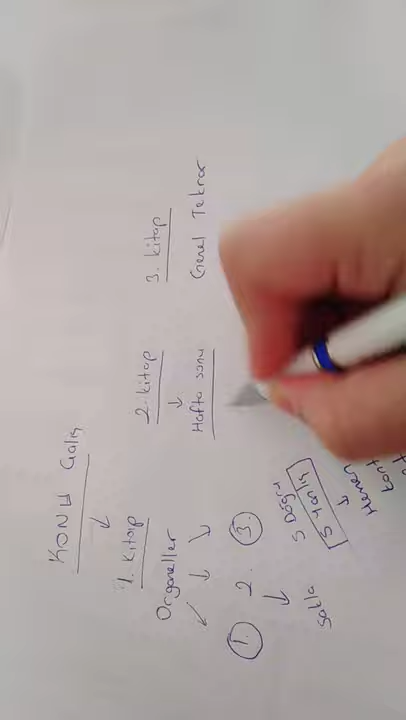 KONU Çalış
1. Kitap
2. Kitap
3. Kitap
Organeller
Hafta sonu
Genel Tekrar
1. 2. 3
5 Doğru
5 Yanlış
Sakla
Hemen